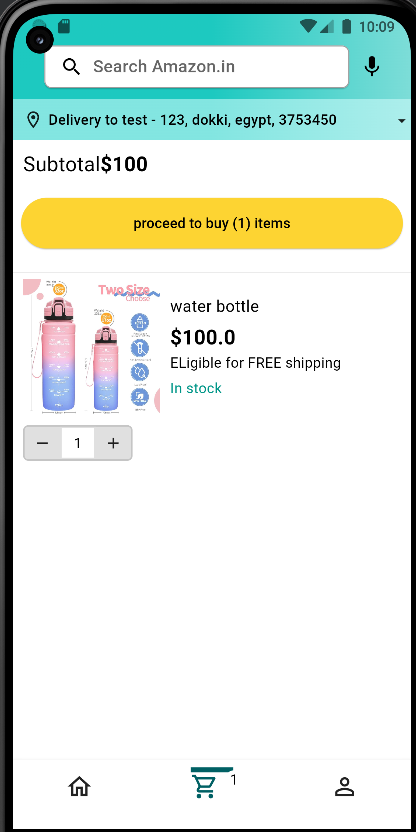 10:09
Search Amazon.in
Delivery to test - 123, dokki, egypt, 3753450
Subtotal$100
proceed to buy (1) items
Two Size
Choose
water bottle
$100.0
ELigible for FREE shipping
In stock
1
1